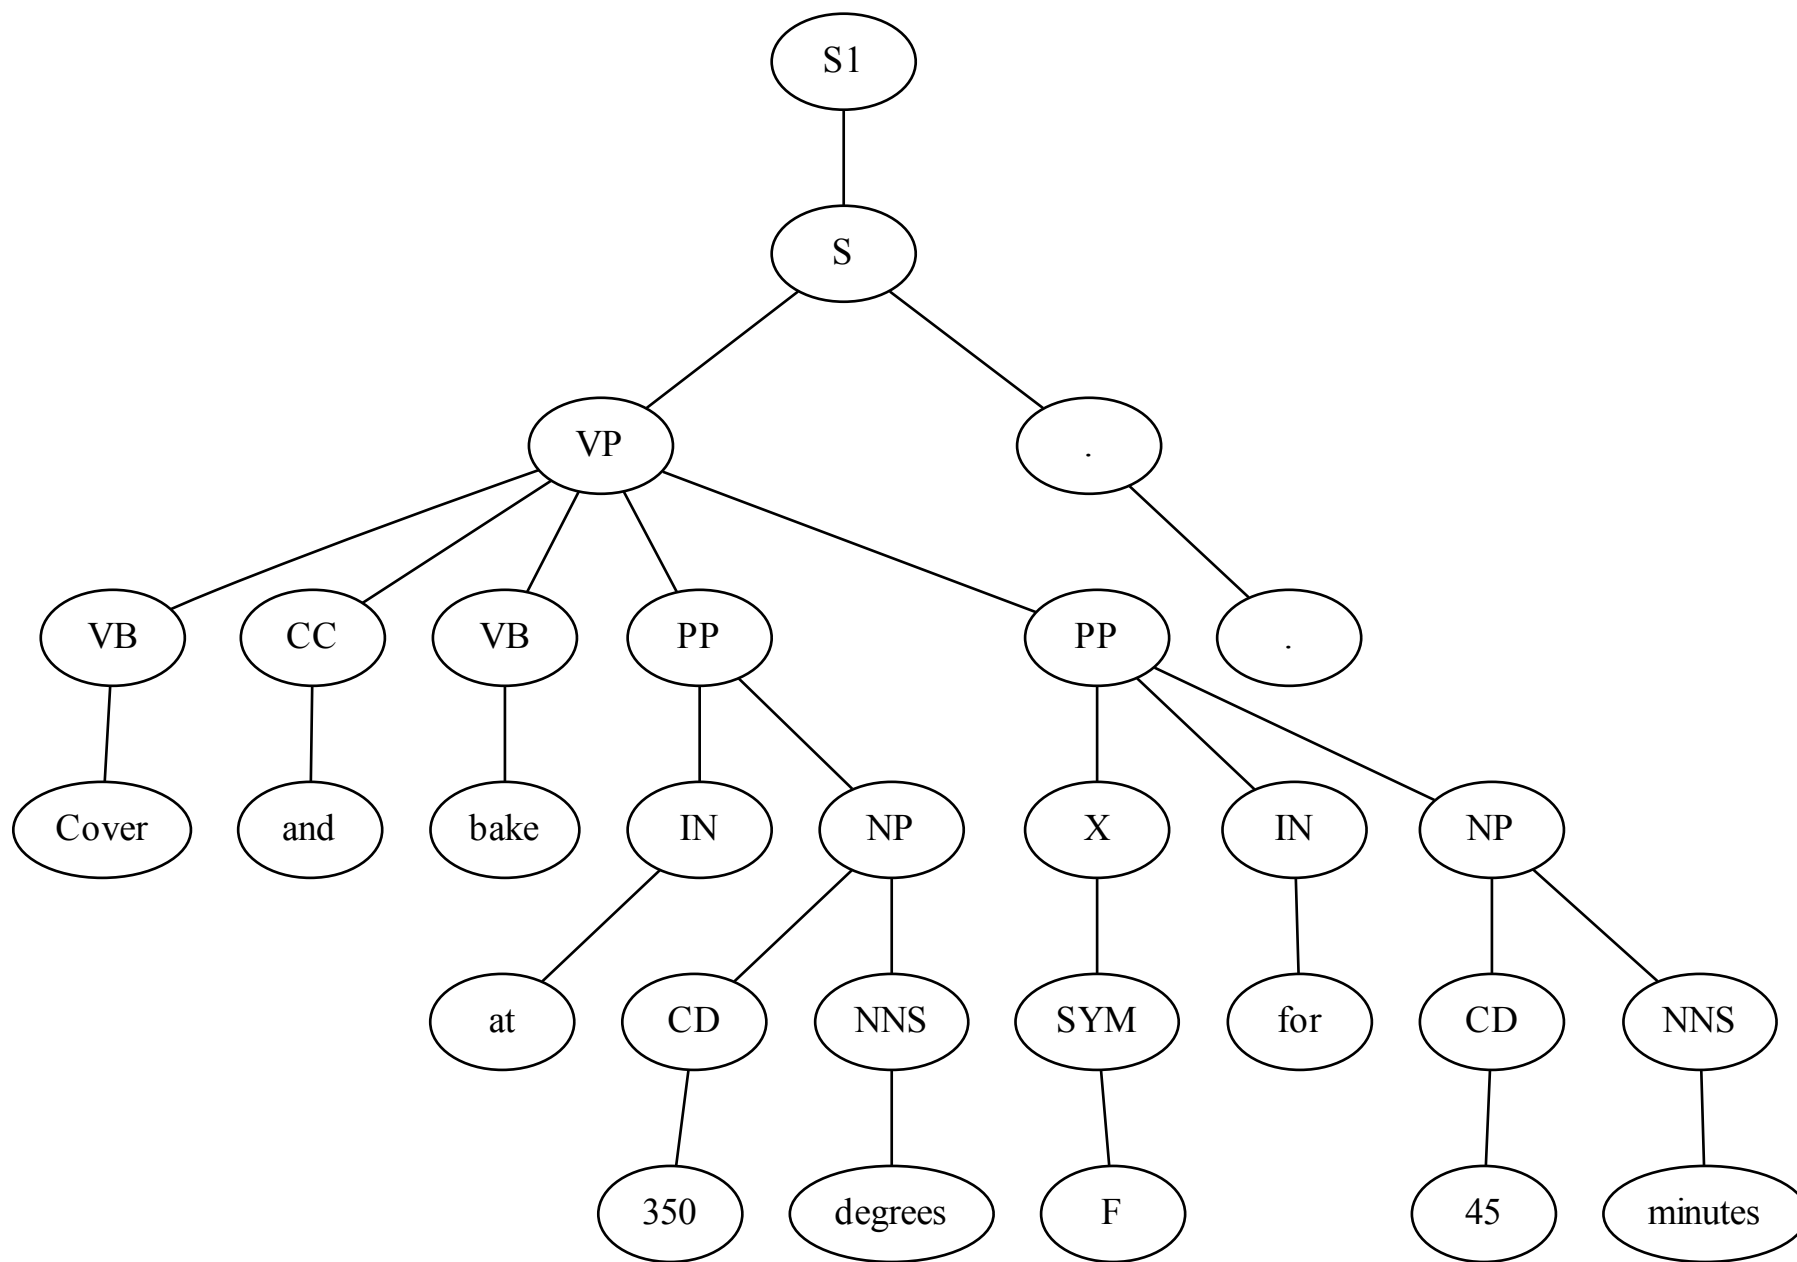 S1
S
VP .
VB CC VB PP PP .
Cover and bake IN NP X IN NP
at CD NNS SYM for CD NNS
350 degrees F 45 minutes